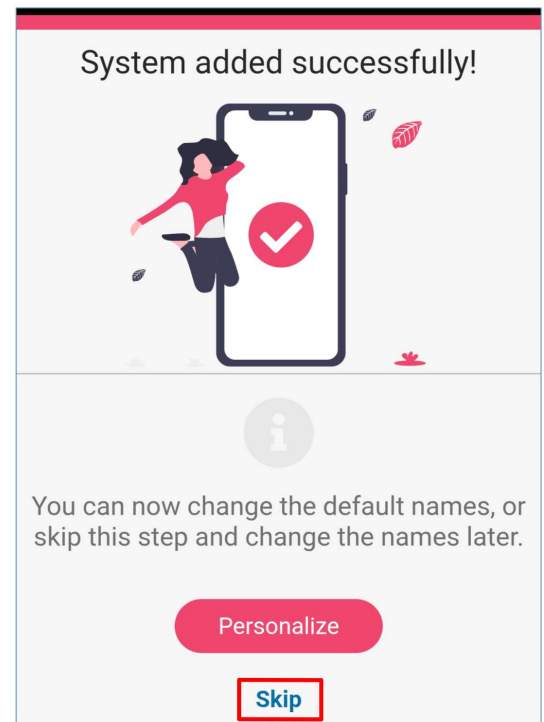 System added successfully!
You can now change the default names, or
skip this step and change the names later.
Personalize
Skip